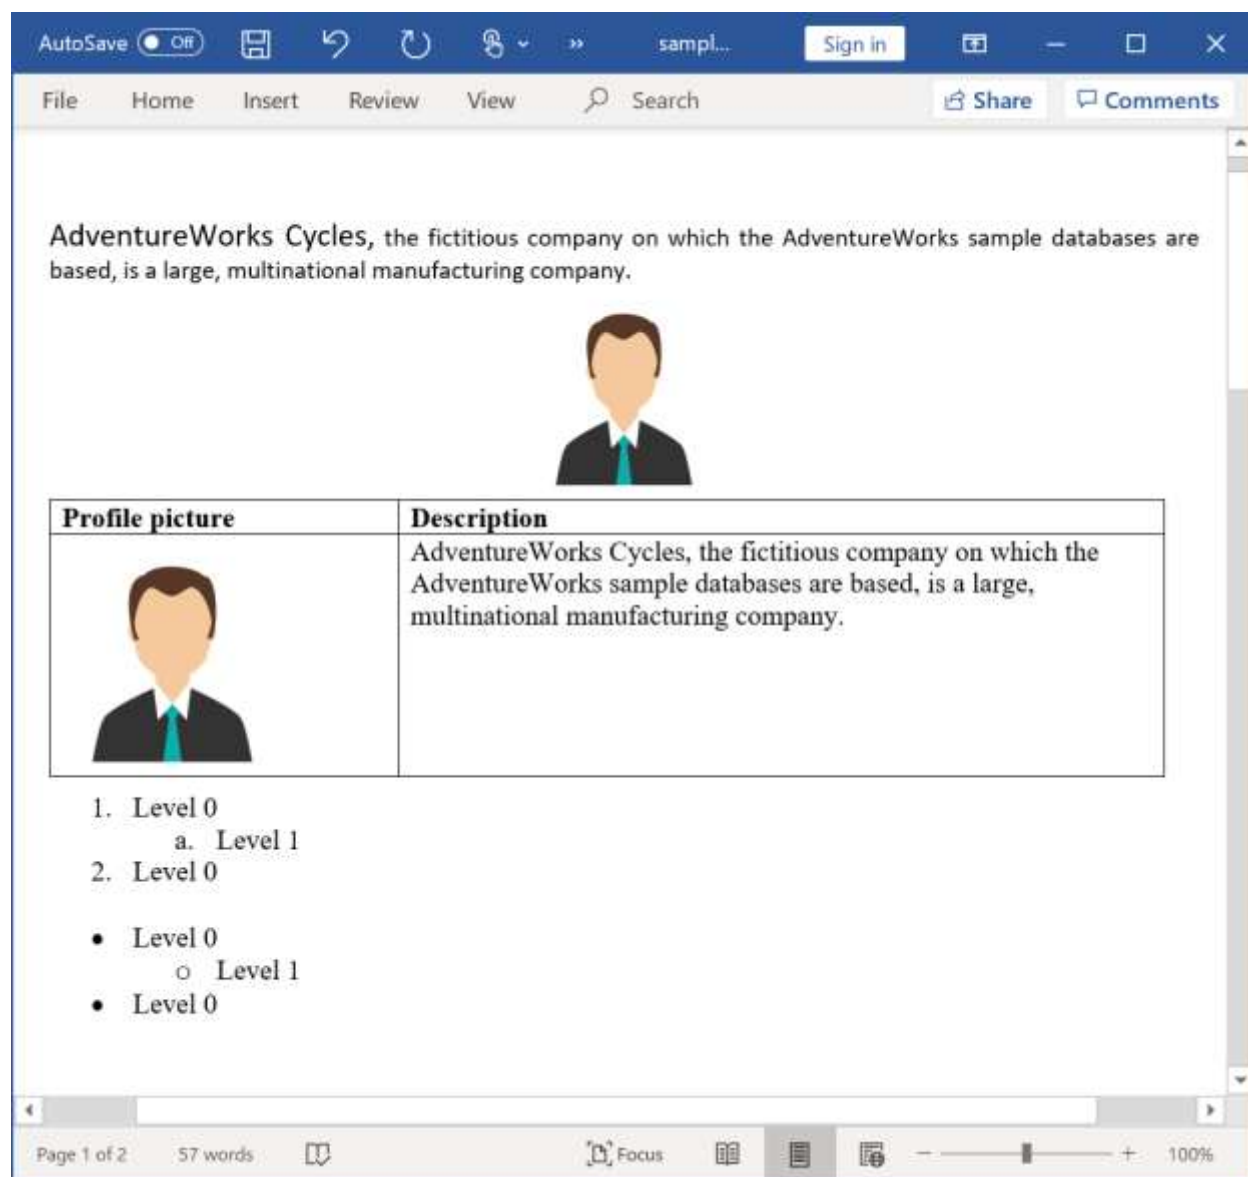 AutoSave Off sampl... Sign in
File Home Insert Review View Search Share Comments
AdventureWorks Cycles, the fictitious company on which the AdventureWorks sample databases are
based, is a large, multinational manufacturing company.
Profile picture Description
AdventureWorks Cycles, the fictitious company on which the
AdventureWorks sample databases are based, is a large,
multinational manufacturing company.
1. Level 0
a. Level 1
2. Level 0
• Level 0
o Level 1
• Level 0
Page 1 of 2 57 words Focus 100%